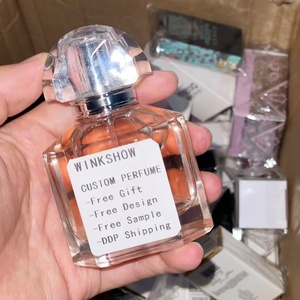 WINKSHOW
CUSTOM PERFUME
-Free Gift
-Free Design
-Free Sample
-DDP Shipping